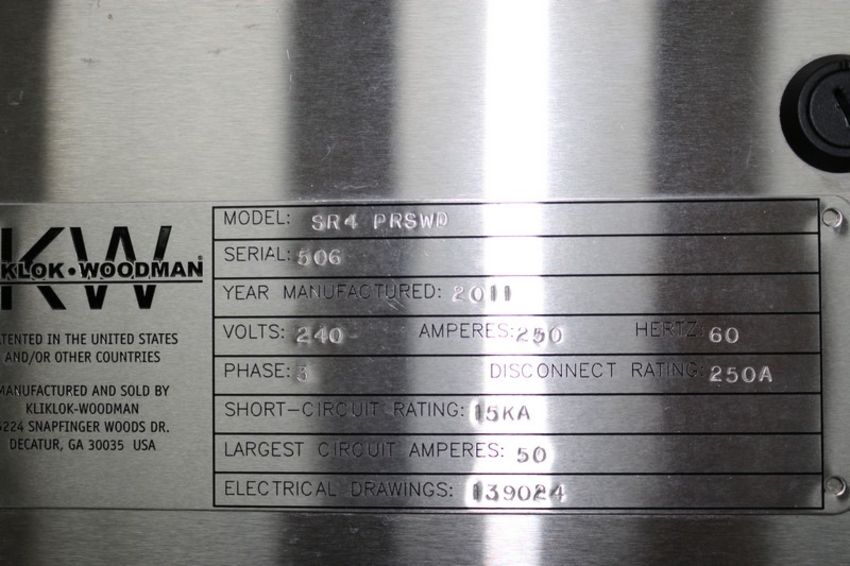 KW
KLOK • WOODMAN®
ATENTED IN THE UNITED STATES
AND/OR OTHER COUNTRIES
MANUFACTURED AND SOLD BY
KLIKLOK-WOODMAN
5224 SNAPFINGER WOODS DR.
DECATUR, GA 30035 USA
MODEL: SR4 PRSWD
SERIAL: 506
YEAR MANUFACTURED: 2011
VOLTS: 240 AMPERES: 250 HERTZ: 60
PHASE: 3 DISCONNECT RATING: 250A
SHORT-CIRCUIT RATING: 15KA
LARGEST CIRCUIT AMPERES: 50
ELECTRICAL DRAWINGS: 139024